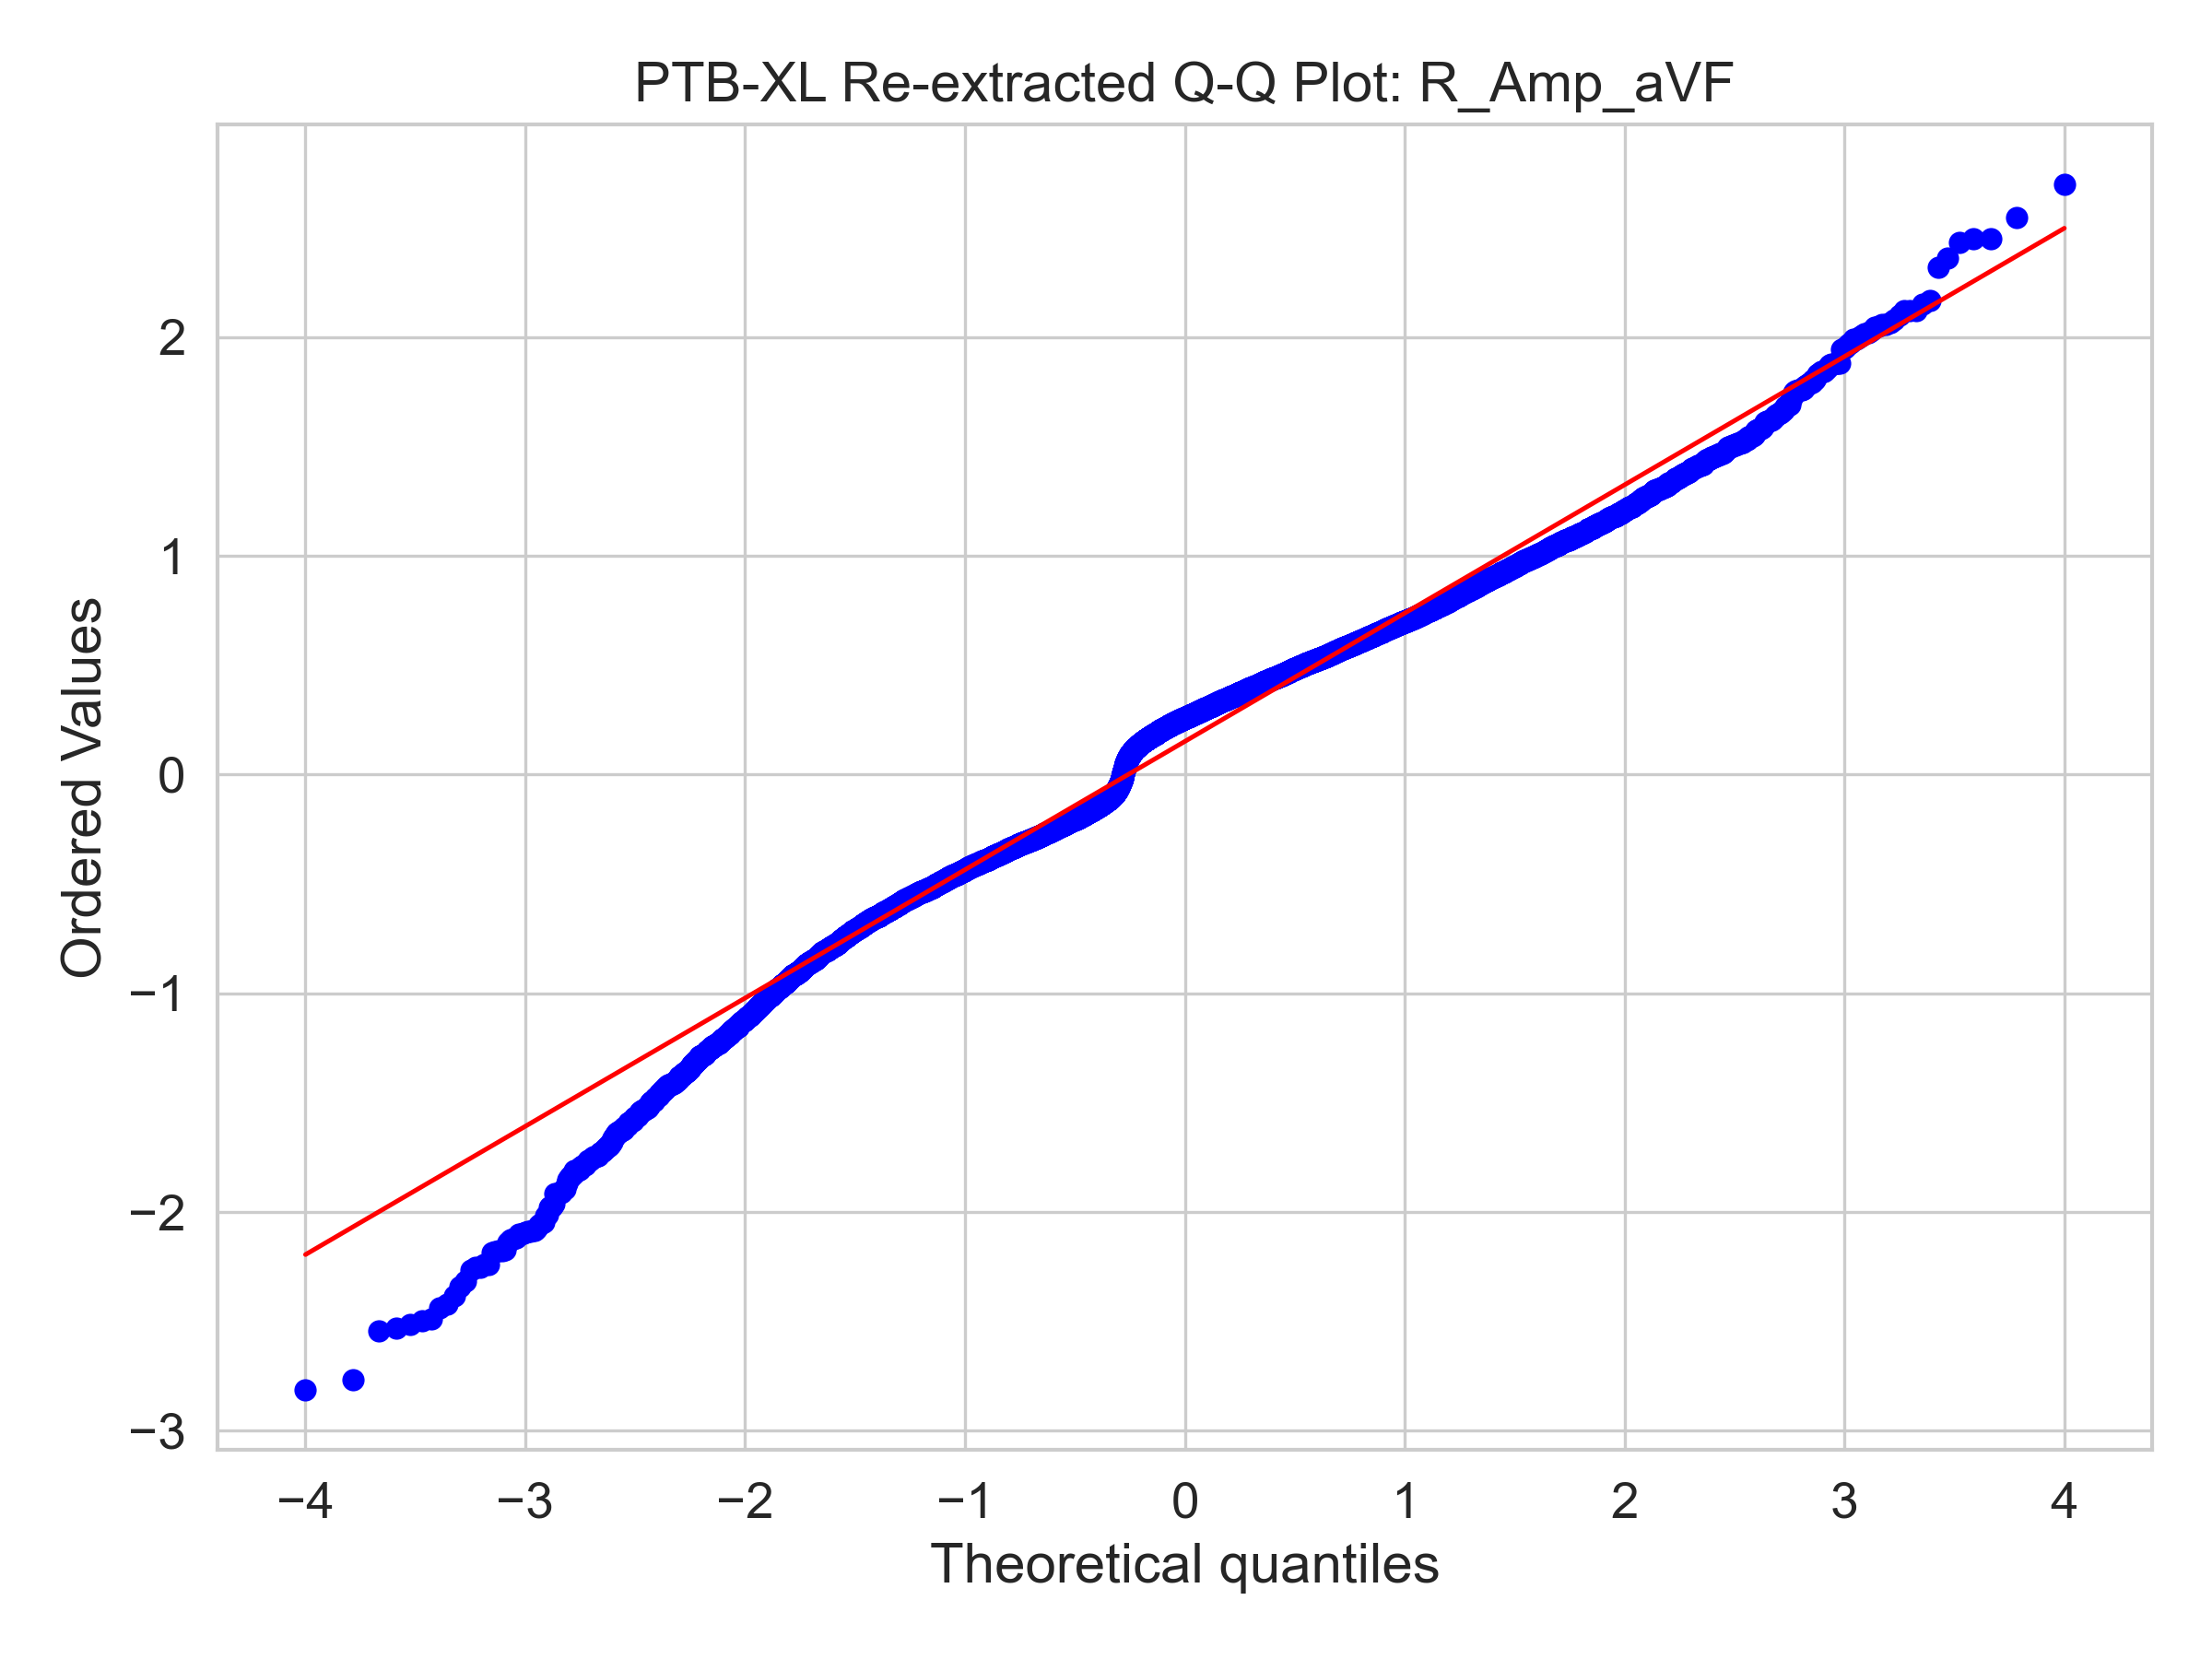 PTB-XL Re-extracted Q-Q Plot: R_Amp_aVF
2
1
0
−1
−2
−3
Ordered Values
−4 −3 −2 −1 0 1 2 3 4
Theoretical quantiles